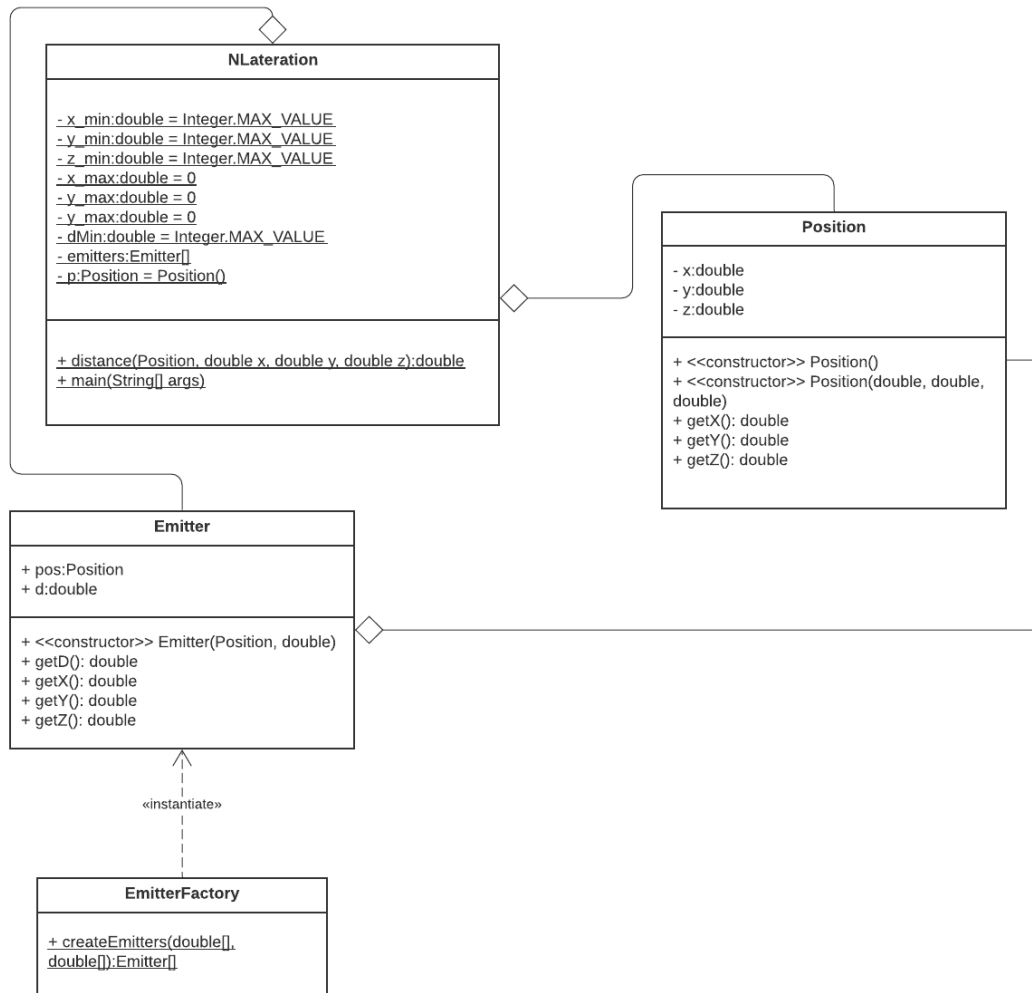 NLateration
- x_min:double = Integer.MAX_VALUE
- y_min:double = Integer.MAX_VALUE
- z_min:double = Integer.MAX_VALUE
- x_max:double = 0
- y_max:double = 0
- y_max:double = 0
- dMin:double = Integer.MAX_VALUE
- emitters:Emitter[]
- p:Position = Position()
+ distance(Position, double x, double y, double z):double
+ main(String[] args)
Position
- x:double
- y:double
- z:double
+ <<constructor>> Position()
+ <<constructor>> Position(double, double,
double)
+ getX(): double
+ getY(): double
+ getZ(): double
Emitter
+ pos:Position
+ d:double
+ <<constructor>> Emitter(Position, double)
+ getD(): double
+ getX(): double
+ getY(): double
+ getZ(): double
«instantiate»
EmitterFactory
+ createEmitters(double[],
double[]):Emitter[]